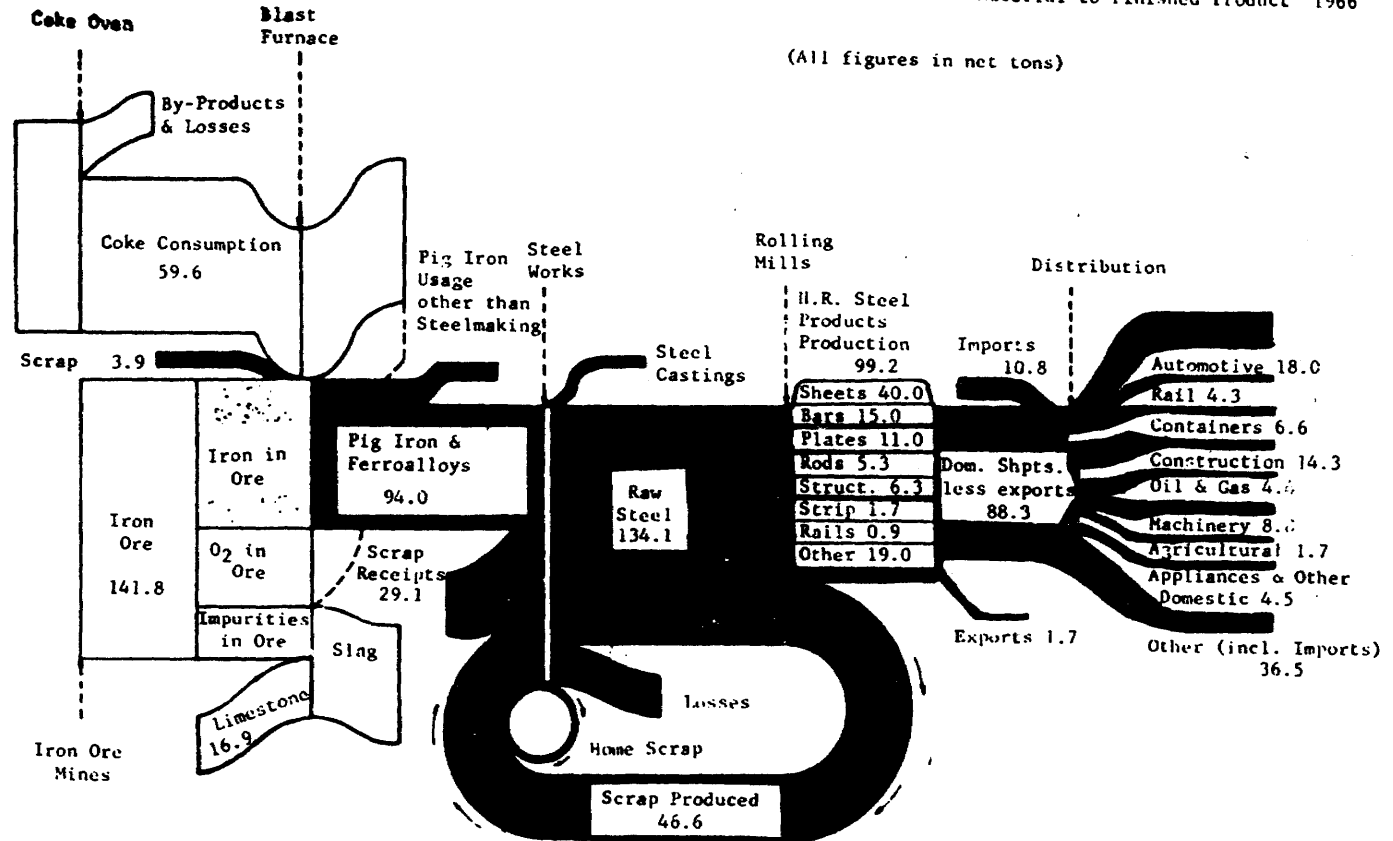 Material to Finished Product 1966
(All figures in net tons)
Coke Oven
Blast
Furnace
By-Products
& Losses
Coke Consumption
59.6
Pig Iron
Usage
other than
Steelmaking
Steel
Works
Rolling
Mills
Distribution
H.R. Steel
Products
Production
99.2
Imports
10.8
Scrap 3.9
Steel
Castings
Sheets 40.0
Bars 15.0
Plates 11.0
Rods 5.3
Struct. 6.3
Strip 1.7
Rails 0.9
Other 19.0
Automotive 18.0
Rail 4.3
Containers 6.6
Construction 14.3
Oil & Gas
Machinery
Agricultural 1.7
Appliances & Other
Domestic 4.5
Other (incl. Imports)
36.5
Dom. Shpts.
less exports
88.3
Exports 1.7
Iron in
Ore
Pig Iron &
Ferroalloys
94.0
Raw
Steel
134.1
Iron
Ore
141.8
O2 in
Ore
Impurities
in Ore
Scrap
Receipts
29.1
Slag
Limestone
16.9
Losses
Home Scrap
Scrap Produced
46.6
Iron Ore
Mines